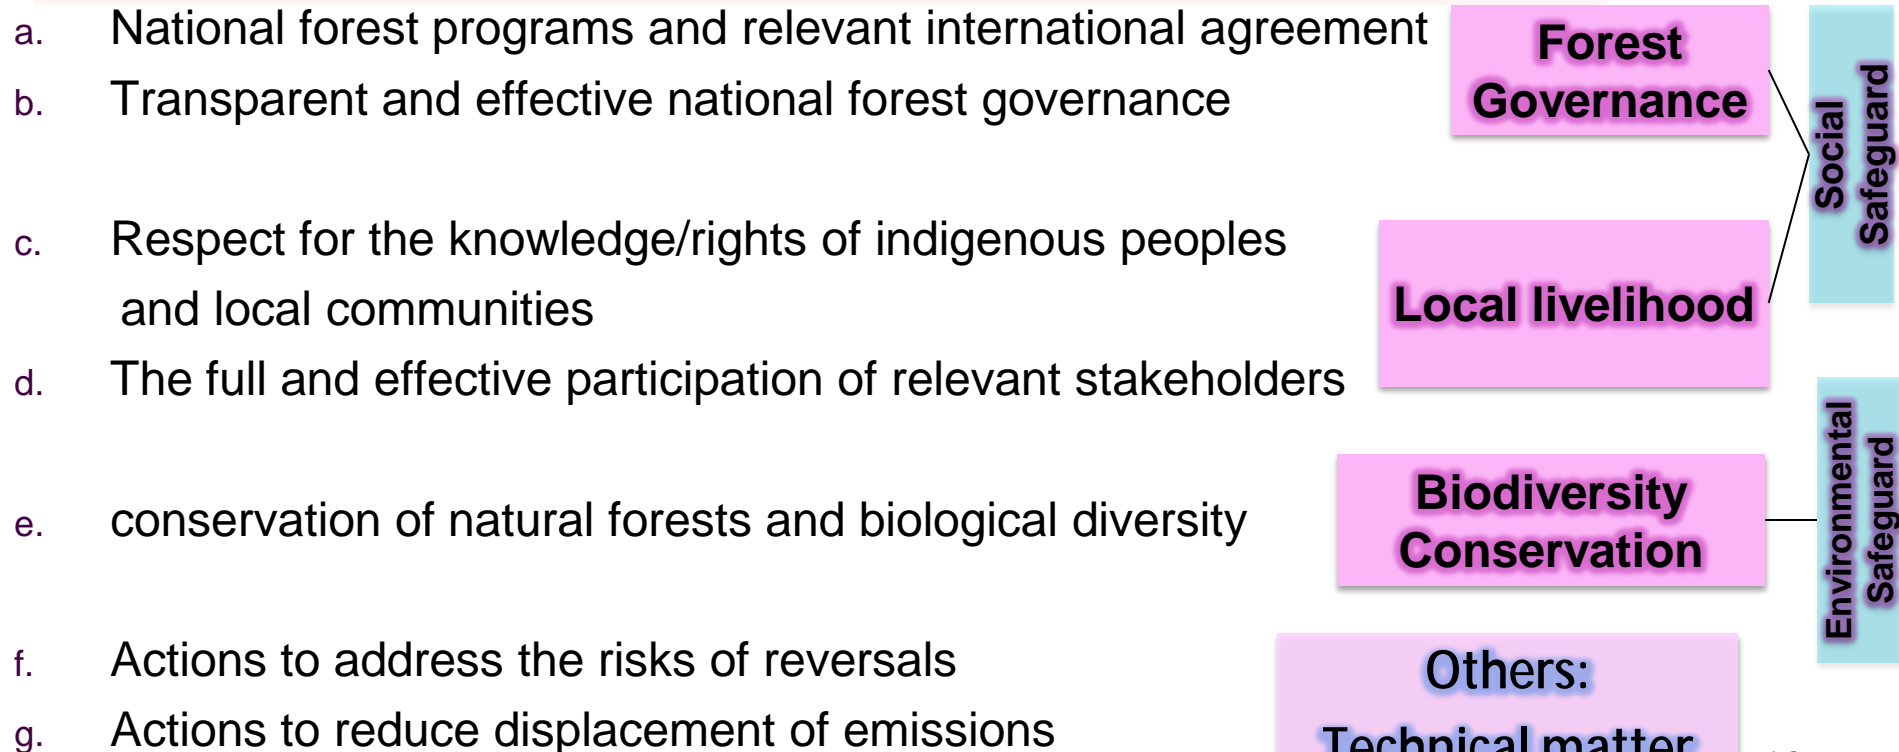 a. National forest programs and relevant international agreement
b. Transparent and effective national forest governance
Forest
Governance
c. Respect for the knowledge/rights of indigenous peoples
and local communities
d. The full and effective participation of relevant stakeholders
Local livelihood
Social
Safeguard
e. conservation of natural forests and biological diversity
Biodiversity
Conservation
Environmental
Safeguard
f. Actions to address the risks of reversals
g. Actions to reduce displacement of emissions
Others:
Technical matter